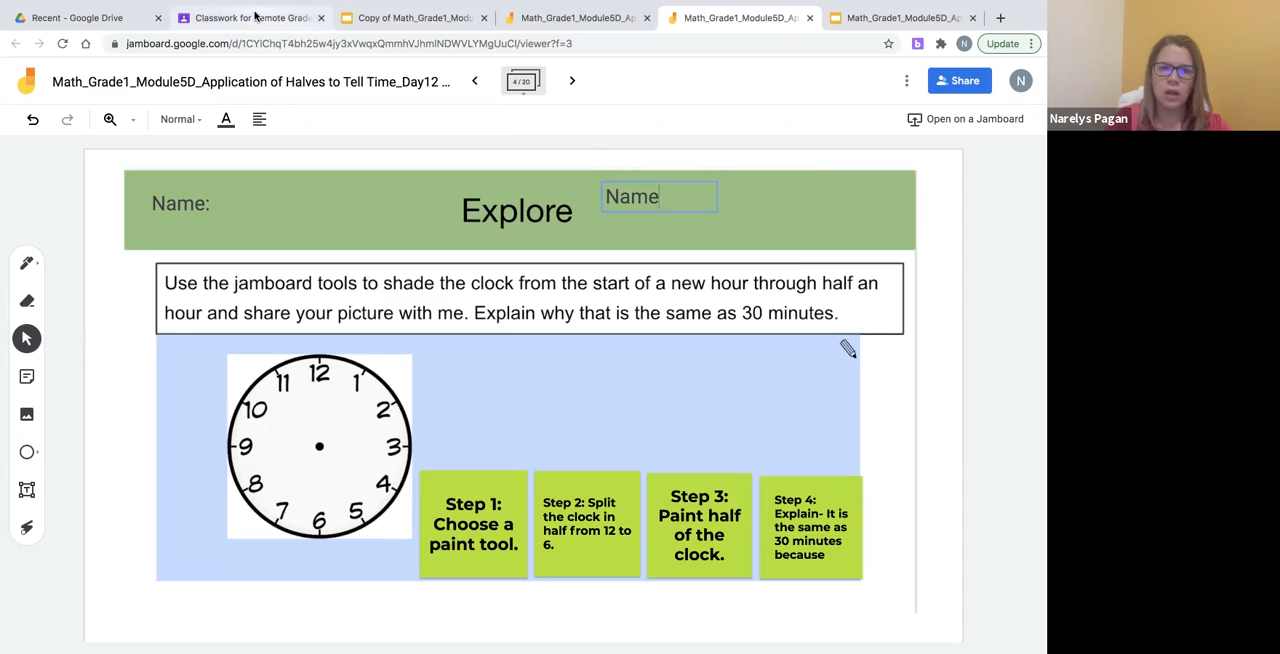 Recent - Google Drive
Classwork for Remote Grad
Copy of Math_Grade1_Modu
Math_Grade1_Module5D_Ap
Math_Grade1_Module5D_Ap
Math_Grade1_Module5D_Ap
jamboard.google.com/d/1CYlChqT4bh25w4jy3xVwqxQmmhVJhmlNDWVLYMgUuCI/viewer?f=3
b
N
Update
Math_Grade1_Module5D_Application of Halves to Tell Time_Day12 ...
4 / 20
Share
N
Normal
A
Open on a Jamboard
Narelys Pagan
Name:
Explore
Name
Use the jamboard tools to shade the clock from the start of a new hour through half an
hour and share your picture with me. Explain why that is the same as 30 minutes.
12
11
1
10
2
9
3
8
4
7
5
6
Step 1:
Choose a
paint tool.
Step 2: Split
the clock in
half from 12 to
6.
Step 3:
Paint half
of the
clock.
Step 4:
Explain- It is
the same as
30 minutes
because